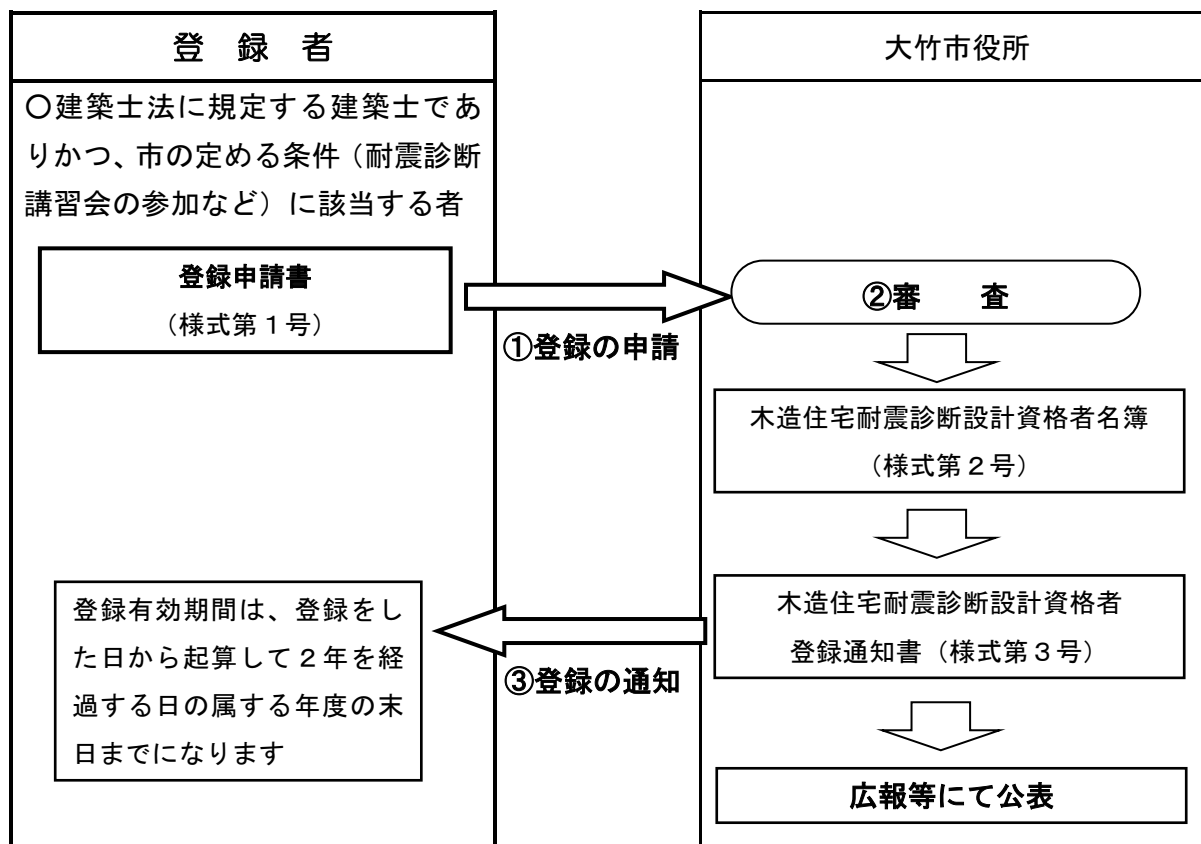 登　録　者
〇建築士法に規定する建築士であ
りかつ、市の定める条件（耐震診断
講習会の参加など）に該当する者
登録申請書
（様式第１号）
①登録の申請
大竹市役所
②審　　査
木造住宅耐震診断設計資格者名簿
（様式第２号）
木造住宅耐震診断設計資格者
登録通知書（様式第３号）
③登録の通知
登録有効期間は、登録をし
た日から起算して２年を経
過する日の属する年度の末
日までになります
広報等にて公表